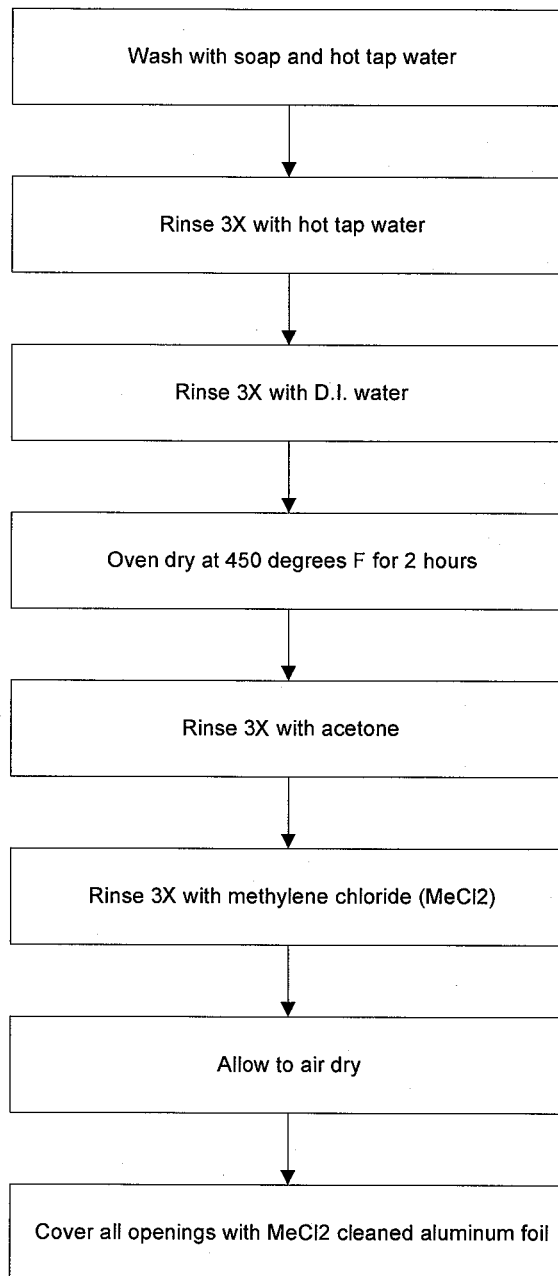 Wash with soap and hot tap water
Rinse 3X with hot tap water
Rinse 3X with D.I. water
Oven dry at 450 degrees F for 2 hours
Rinse 3X with acetone
Rinse 3X with methylene chloride (MeCl2)
Allow to air dry
Cover all openings with MeCl2 cleaned aluminum foil